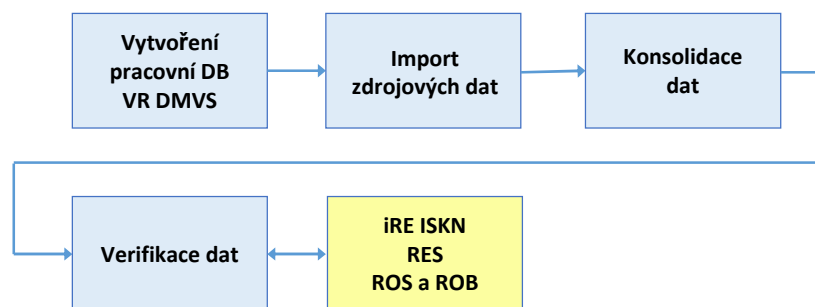 Vytvoření
pracovní DB
VR DMVS
Import
zdrojových dat
Konsolidace
dat
Verifikace dat
iRE ISKN
RES
ROS a ROB